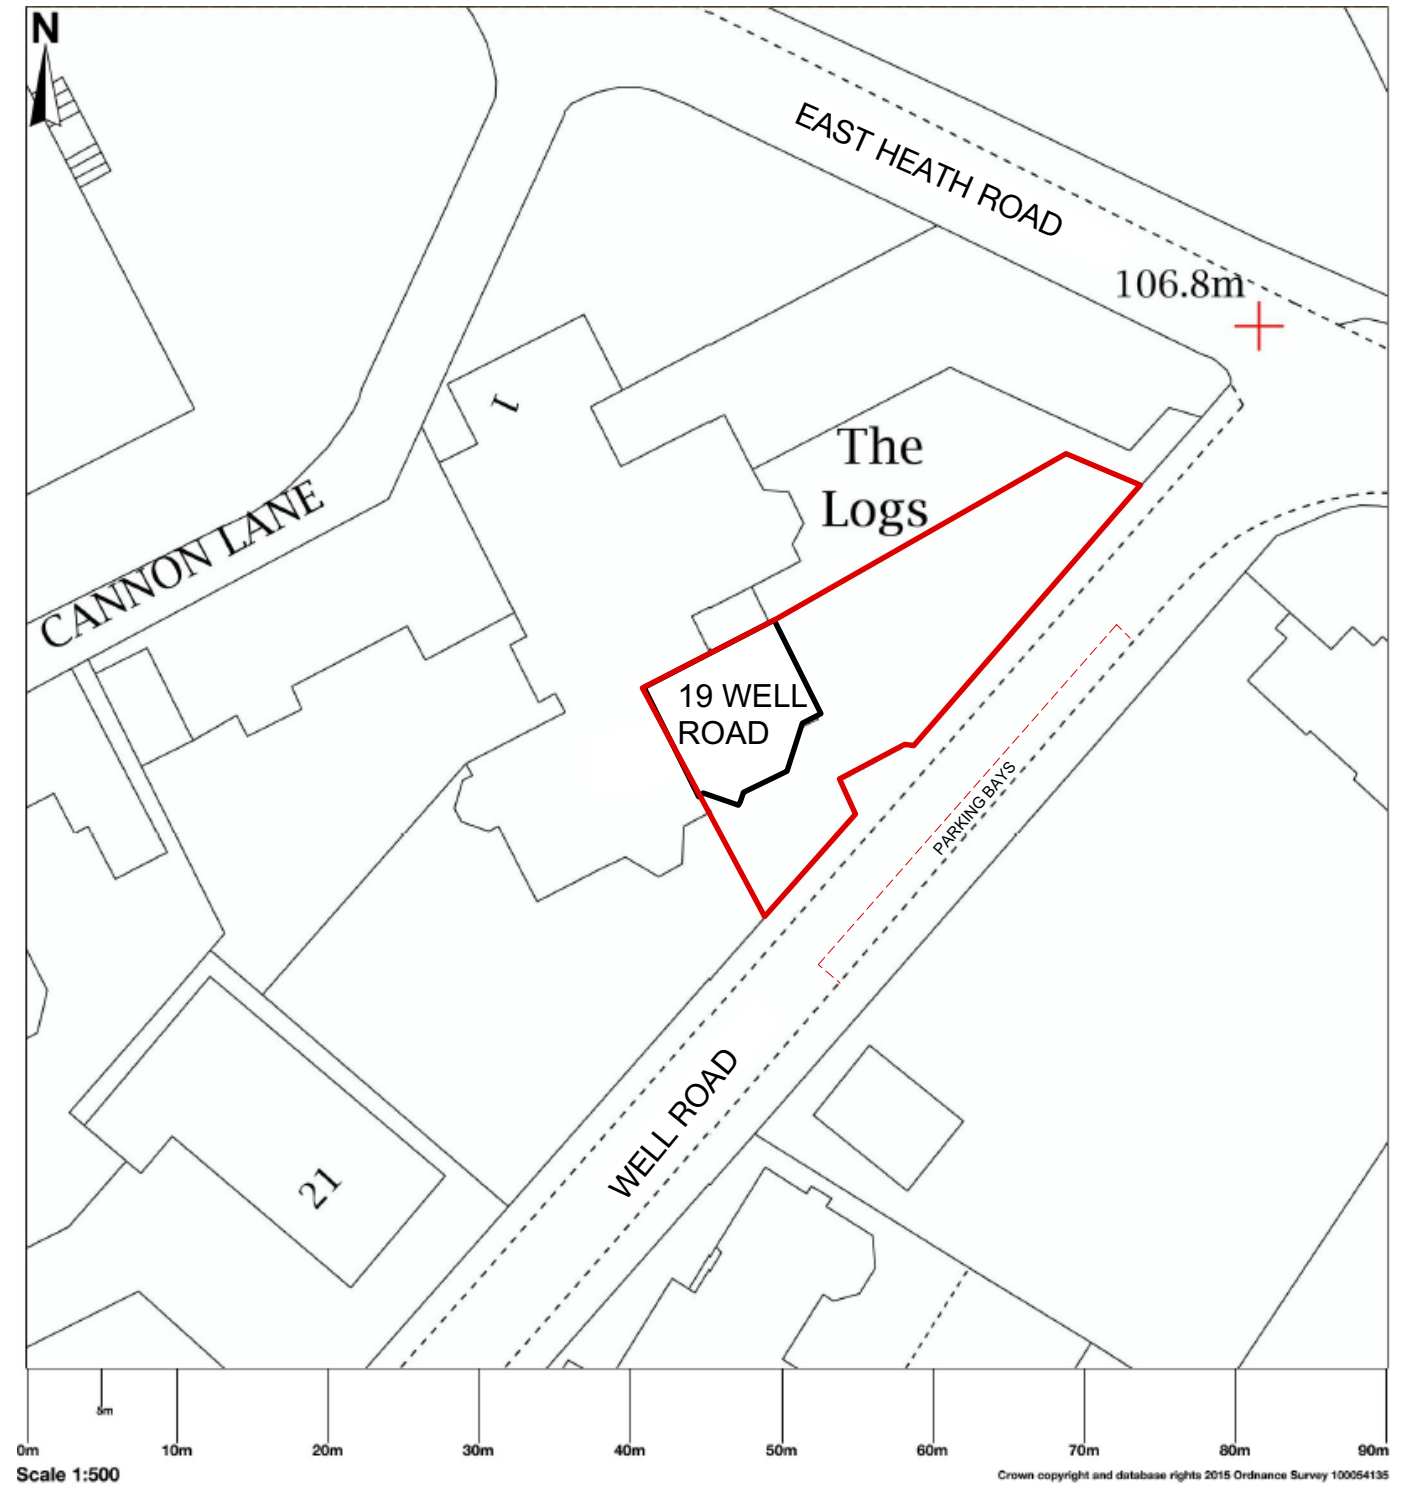 N
EAST HEATH ROAD
106.8m
1
The
Logs
CANNON LANE
19 WELL
ROAD
PARKING BAYS
WELL ROAD
21
5m
0m 10m 20m 30m 40m 50m 60m 70m 80m 90m
Scale 1:500
Crown copyright and database rights 2015 Ordnance Survey 100054135